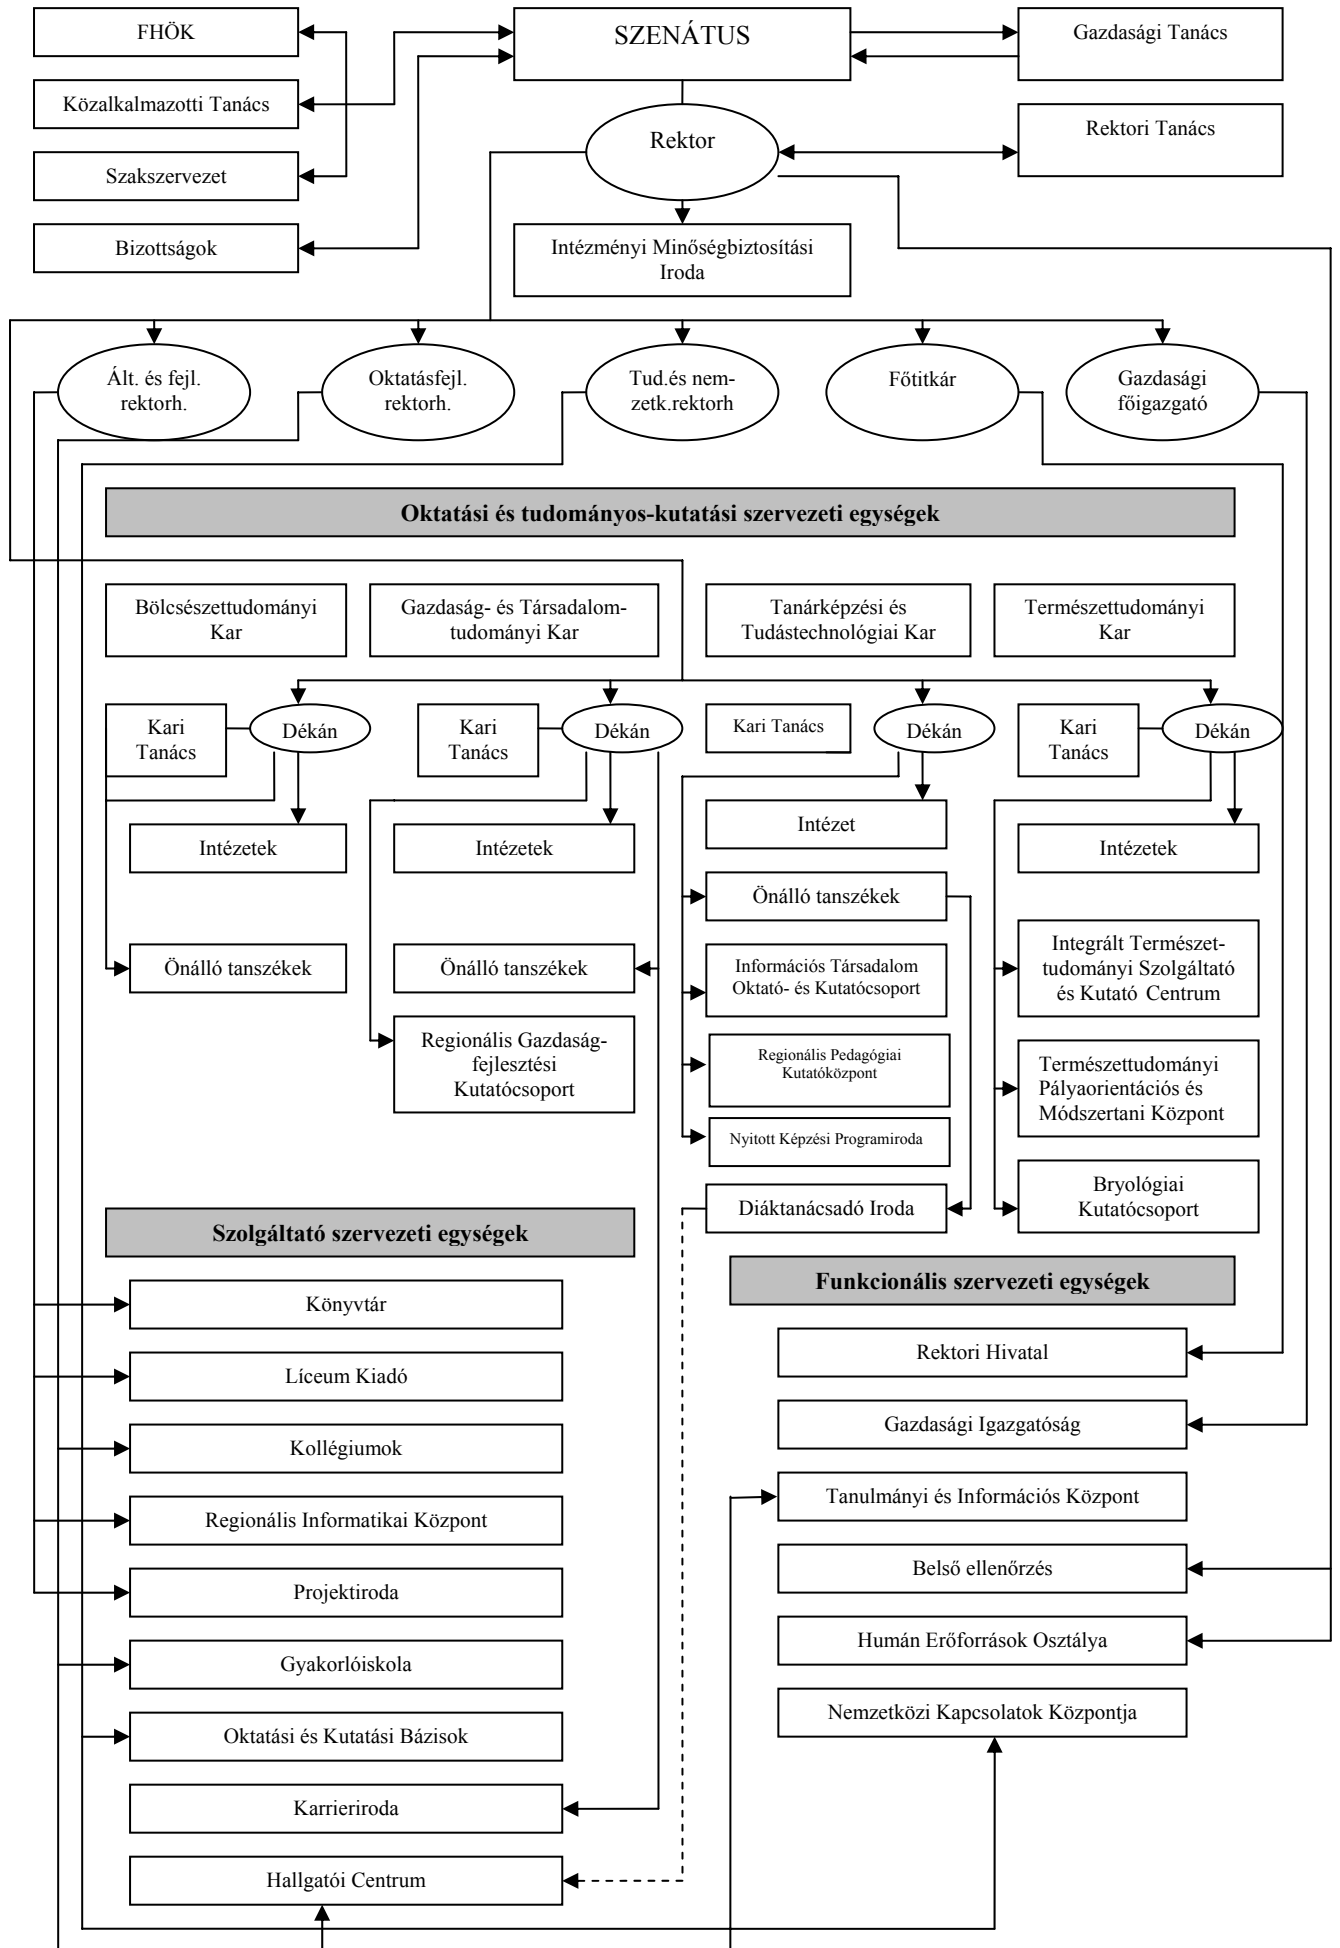 FHÖK
SZENÁTUS
Gazdasági Tanács
Közalkalmazotti Tanács
Rektor
Rektori Tanács
Szakszervezet
Bizottságok
Intézményi Minőségbiztosítási
Iroda
Ált. és fejl.
rektorh.
Oktatásfejl.
rektorh.
Tud.és nem-
zetk.rektorh
Főtitkár
Gazdasági
főigazgató
Oktatási és tudományos-kutatási szervezeti egységek
Bölcsészettudományi
Kar
Gazdaság- és Társadalom-
tudományi Kar
Tanárképzési és
Tudástechnológiai Kar
Természettudományi
Kar
Kari
Tanács
Dékán
Kari
Tanács
Dékán
Kari Tanács
Dékán
Kari
Tanács
Dékán
Intézetek
Intézetek
Intézet
Intézetek
Önálló tanszékek
Önálló tanszékek
Önálló tanszékek
Információs Társadalom
Oktató- és Kutatócsoport
Integrált Természet-
tudományi Szolgáltató
és Kutató Centrum
Regionális Gazdaság-
fejlesztési
Kutatócsoport
Regionális Pedagógiai
Kutatóközpont
Természettudományi
Pályaorientációs és
Módszertani Központ
Nyitott Képzési Programiroda
Diáktanácsadó Iroda
Bryológiai
Kutatócsoport
Szolgáltató szervezeti egységek
Könyvtár
Líceum Kiadó
Kollégiumok
Regionális Informatikai Központ
Projektiroda
Gyakorlóiskola
Oktatási és Kutatási Bázisok
Karrieriroda
Hallgatói Centrum
Funkcionális szervezeti egységek
Rektori Hivatal
Gazdasági Igazgatóság
Tanulmányi és Információs Központ
Belső ellenőrzés
Humán Erőforrások Osztálya
Nemzetközi Kapcsolatok Központja